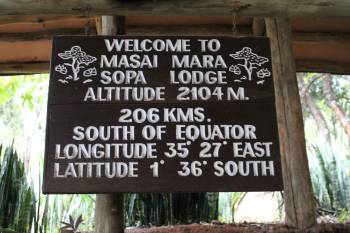 WELCOME TO
MASAI MARA
SOPA LODGE
ALTITUDE 2104 M.
206 KMS.
SOUTH OF EQUATOR
LONGITUDE 35° 27' EAST
LATITUDE 1° 36' SOUTH